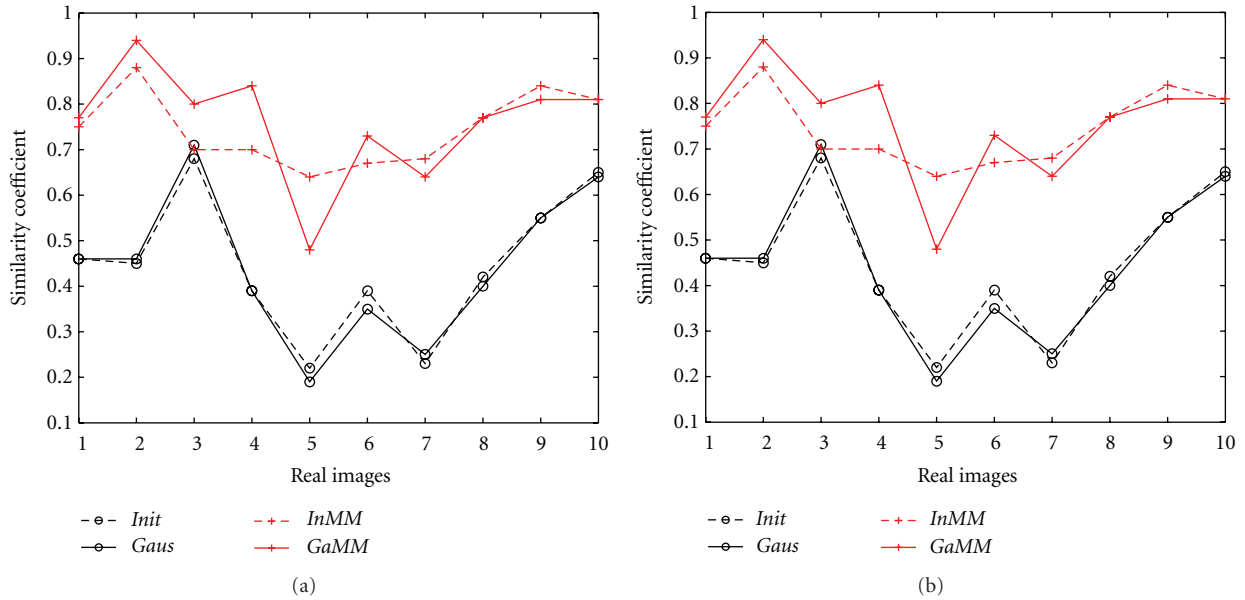 1
0.9
0.8
0.7
0.6
0.5
0.4
0.3
0.2
0.1
Similarity coefficient
1 2 3 4 5 6 7 8 9 10
Real images
Init InMM
Gaus GaMM
(a)
1
0.9
0.8
0.7
0.6
0.5
0.4
0.3
0.2
0.1
Similarity coefficient
1 2 3 4 5 6 7 8 9 10
Real images
Init InMM
Gaus GaMM
(b)